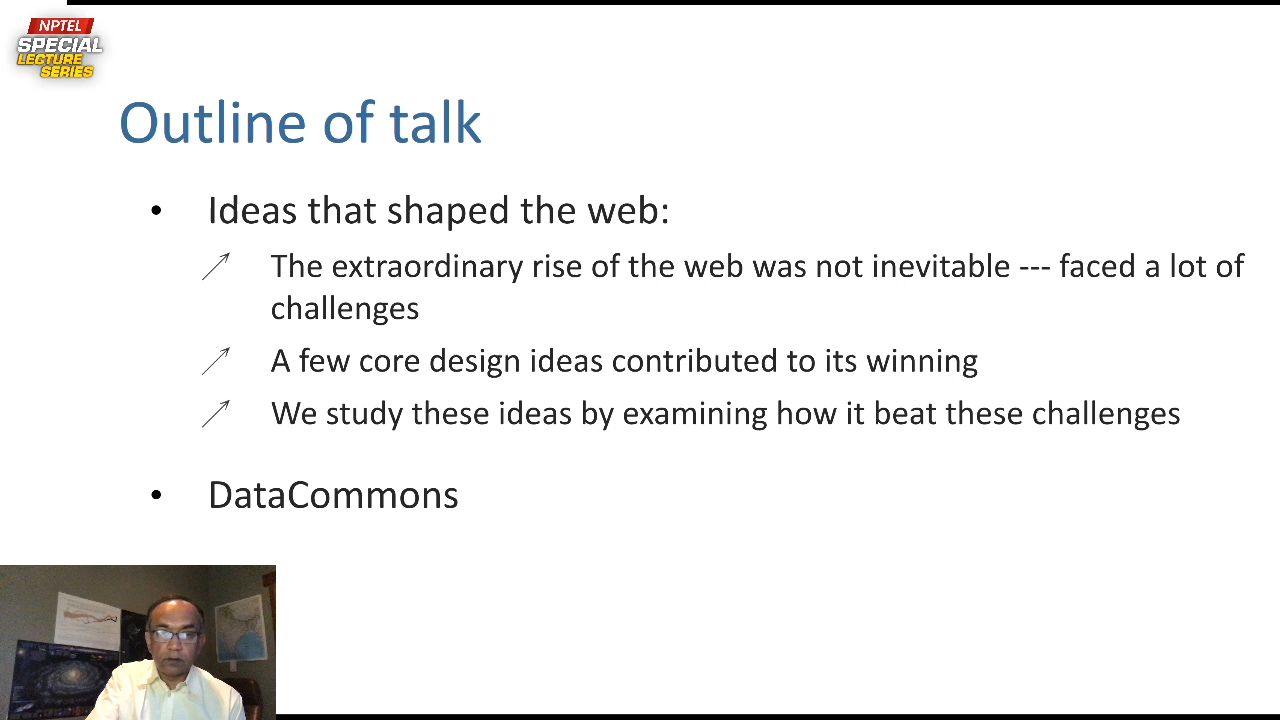 NPTEL
SPECIAL
LECTURE
SERIES
Outline of talk
• Ideas that shaped the web:
The extraordinary rise of the web was not inevitable --- faced a lot of
challenges
A few core design ideas contributed to its winning
We study these ideas by examining how it beat these challenges
• DataCommons